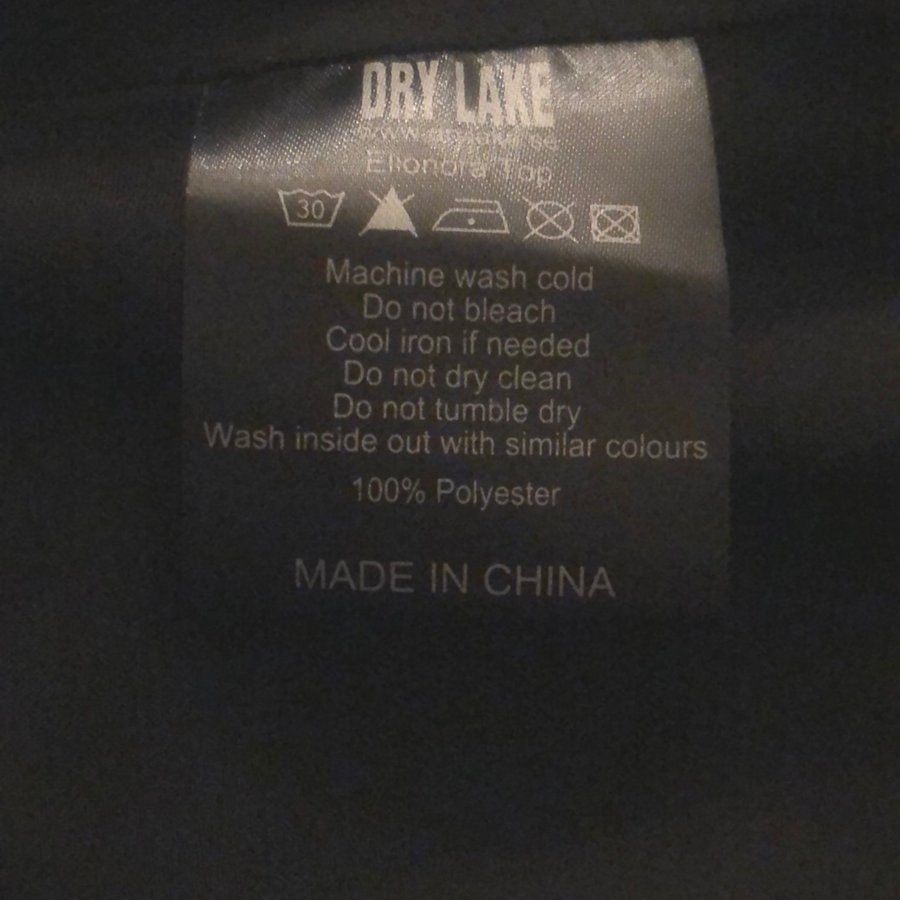 DRY LAKE
Elionora Top
30
Machine wash cold
Do not bleach
Cool iron if needed
Do not dry clean
Do not tumble dry
Wash inside out with similar colours
100% Polyester
MADE IN CHINA